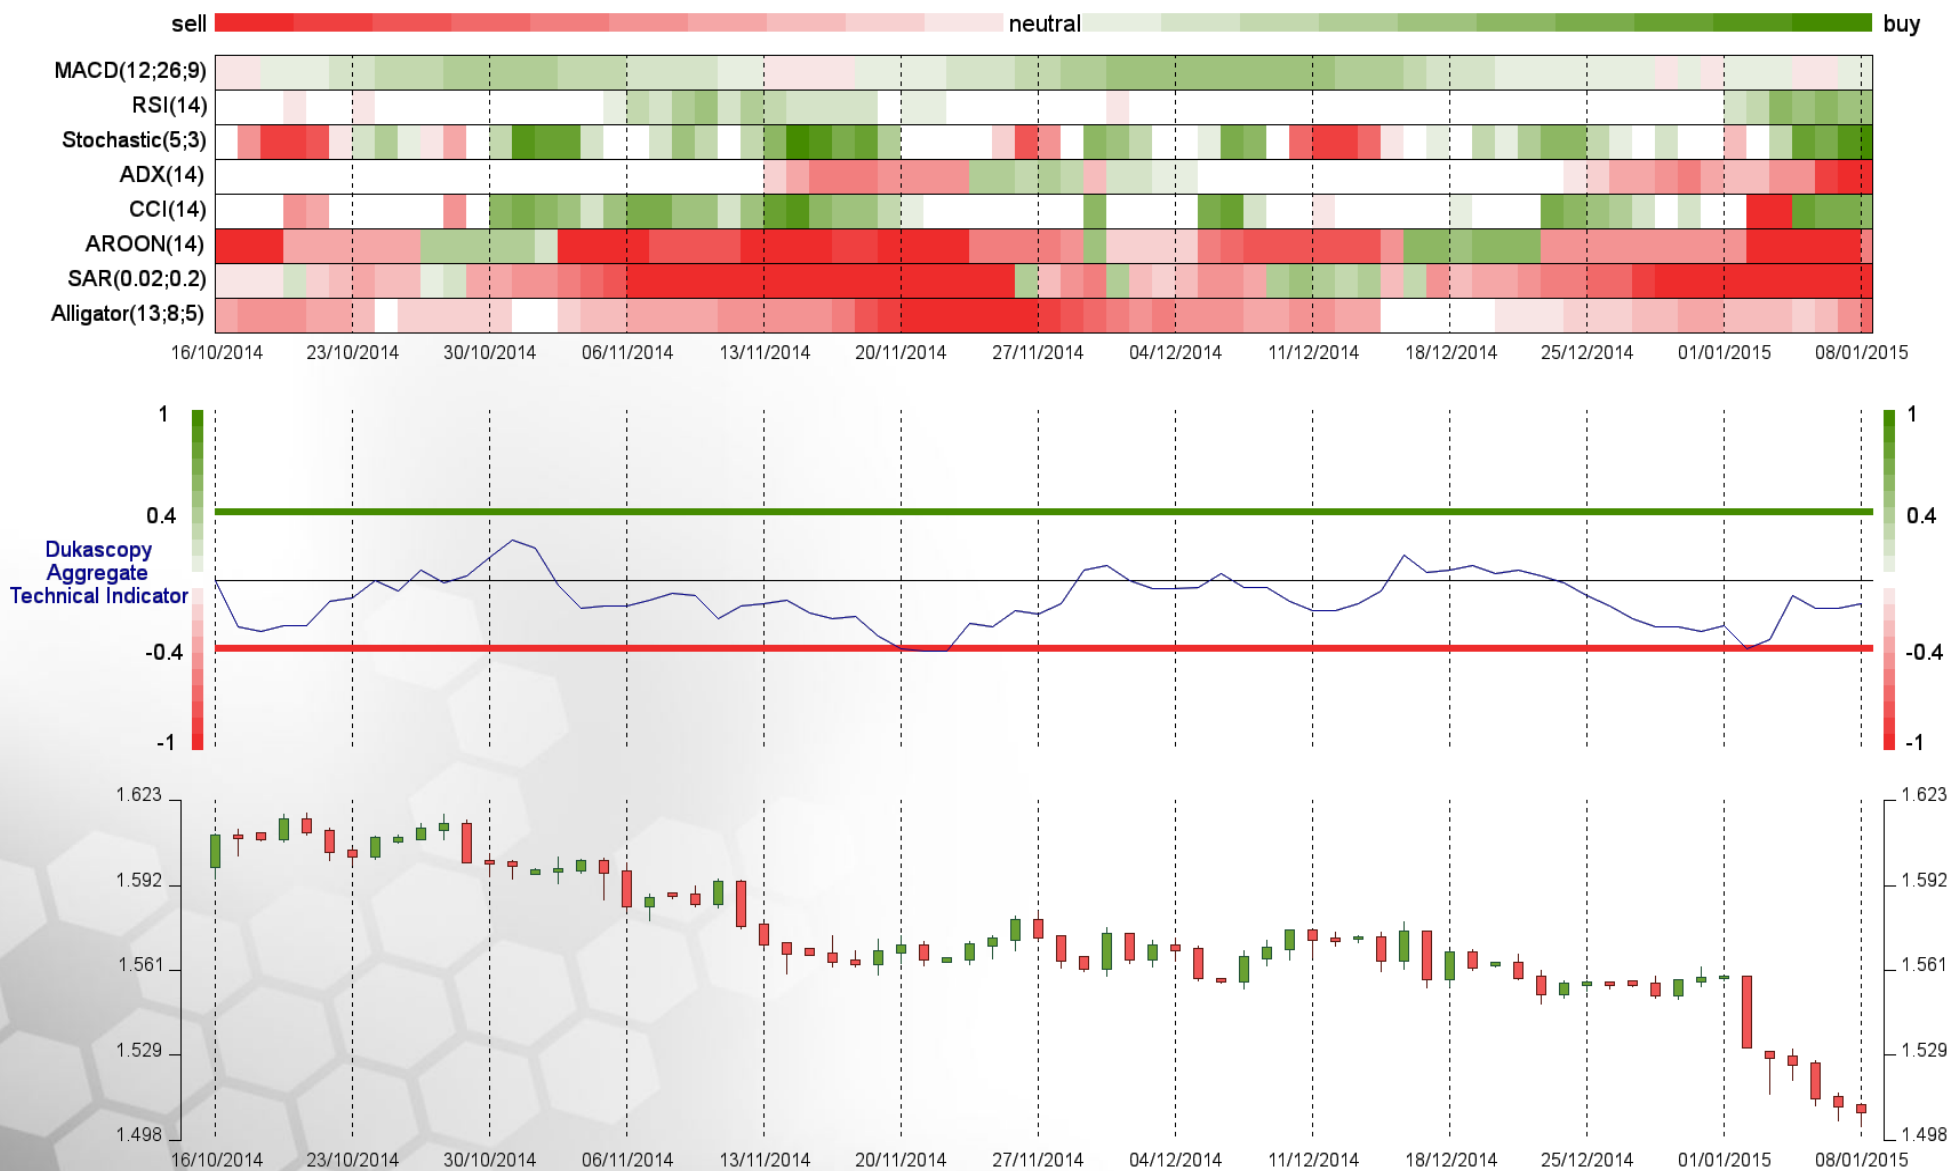 sell neutral buy
MACD(12;26;9)
RSI(14)
Stochastic(5;3)
ADX(14)
CCI(14)
AROON(14)
SAR(0.02;0.2)
Alligator(13;8;5)
16/10/2014 23/10/2014 30/10/2014 06/11/2014 13/11/2014 20/11/2014 27/11/2014 04/12/2014 11/12/2014 18/12/2014 25/12/2014 01/01/2015 08/01/2015
1 1
0.4 0.4
Dukascopy
Aggregate
Technical Indicator
-0.4 -0.4
-1 -1
1.623 1.623
1.592 1.592
1.561 1.561
1.529 1.529
1.498 1.498
16/10/2014 23/10/2014 30/10/2014 06/11/2014 13/11/2014 20/11/2014 27/11/2014 04/12/2014 11/12/2014 18/12/2014 25/12/2014 01/01/2015 08/01/2015